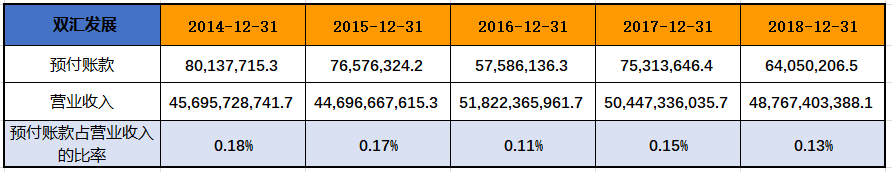 双汇发展 2014-12-31 2015-12-31 2016-12-31 2017-12-31 2018-12-31
预付账款 80,137,715.3 76,576,324.2 57,586,136.3 75,313,646.4 64,050,206.5
营业收入 45,695,728,741.7 44,696,667,615.3 51,822,365,961.7 50,447,336,035.7 48,767,403,388.1
预付账款占营业收入
的比率 0.18% 0.17% 0.11% 0.15% 0.13%